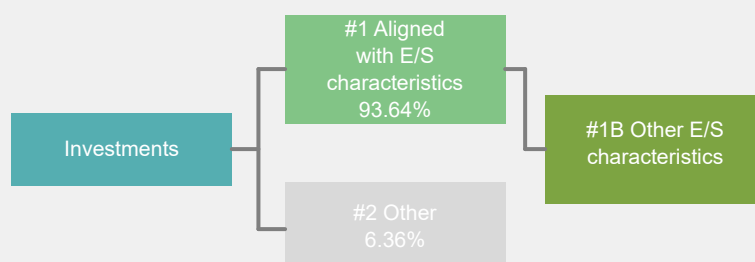 #1 Aligned
with E/S
characteristics
93.64%
Investments
#1B Other E/S
characteristics
#2 Other
6.36%